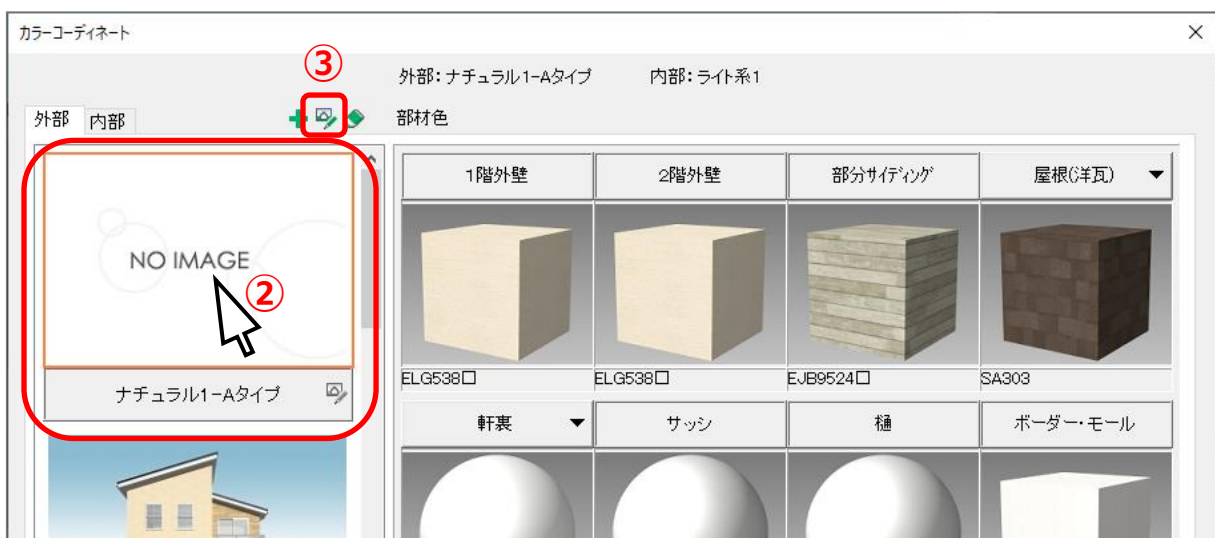 カラーコーディネート
③
外部：ナチュラル1-Aタイプ 内部：ライト系1
外部 内部
部材色
1階外壁 2階外壁 部分サイディング 屋根(洋瓦)
NO IMAGE
②
ELG538□ ELG538□ EJB9524□ SA303
ナチュラル1-Aタイプ
軒裏 サッシ 樋 ボーダー・モール